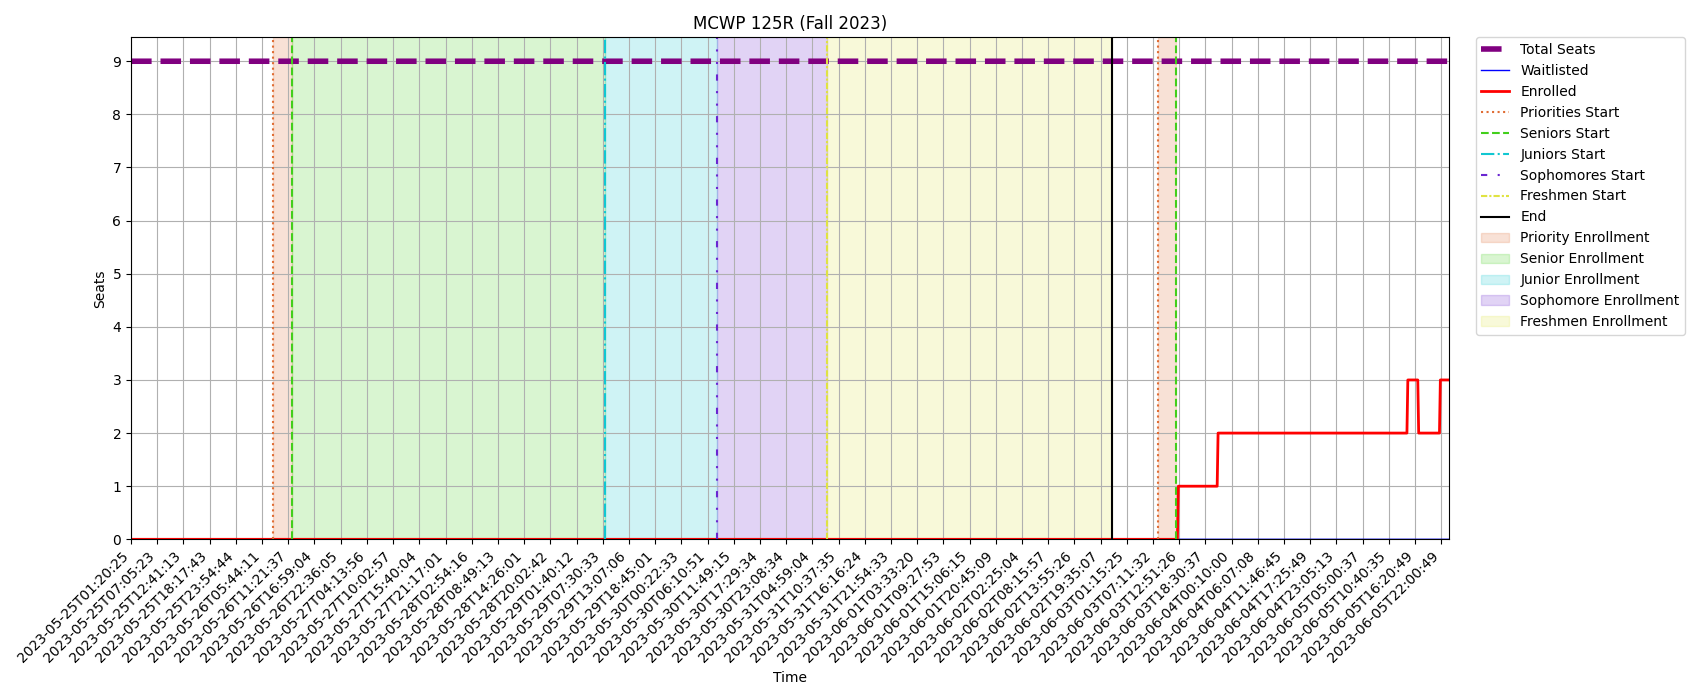 MCWP 125R (Fall 2023)
Seats
9
8
7
6
5
4
3
2
1
0
2023-05-25T01:20:25
2023-05-25T07:05:23
2023-05-25T12:41:13
2023-05-25T18:17:43
2023-05-25T23:54:44
2023-05-26T05:44:11
2023-05-26T11:21:37
2023-05-26T16:59:04
2023-05-26T22:36:05
2023-05-27T04:13:56
2023-05-27T10:02:57
2023-05-27T15:40:04
2023-05-27T21:17:01
2023-05-28T02:54:16
2023-05-28T08:49:13
2023-05-28T14:26:01
2023-05-28T20:02:42
2023-05-29T01:40:12
2023-05-29T07:30:33
2023-05-29T13:07:06
2023-05-29T18:45:01
2023-05-30T00:22:33
2023-05-30T06:10:51
2023-05-30T11:49:15
2023-05-30T17:29:34
2023-05-30T23:08:34
2023-05-31T04:59:04
2023-05-31T10:37:35
2023-05-31T16:16:24
2023-05-31T21:54:33
2023-06-01T03:33:20
2023-06-01T09:27:53
2023-06-01T15:06:15
2023-06-01T20:45:09
2023-06-02T02:25:04
2023-06-02T08:15:57
2023-06-02T13:55:26
2023-06-02T19:35:07
2023-06-03T01:15:25
2023-06-03T07:11:32
2023-06-03T12:51:26
2023-06-03T18:30:37
2023-06-04T00:10:00
2023-06-04T06:07:08
2023-06-04T11:46:45
2023-06-04T17:25:49
2023-06-04T23:05:13
2023-06-05T05:00:37
2023-06-05T10:40:35
2023-06-05T16:20:49
2023-06-05T22:00:49
Time
Total Seats
Waitlisted
Enrolled
Priorities Start
Seniors Start
Juniors Start
Sophomores Start
Freshmen Start
End
Priority Enrollment
Senior Enrollment
Junior Enrollment
Sophomore Enrollment
Freshmen Enrollment